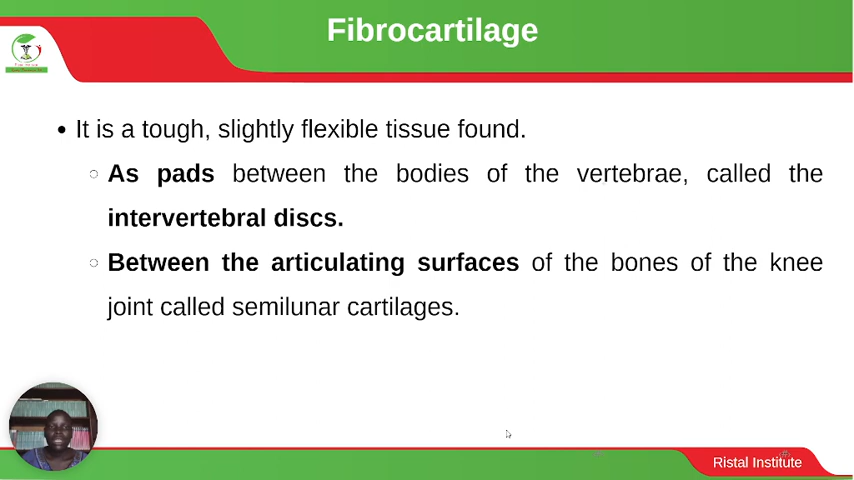 Fibrocartilage
• It is a tough, slightly flexible tissue found.
As pads between the bodies of the vertebrae, called the
intervertebral discs.
Between the articulating surfaces of the bones of the knee
joint called semilunar cartilages.
Ristal Institute